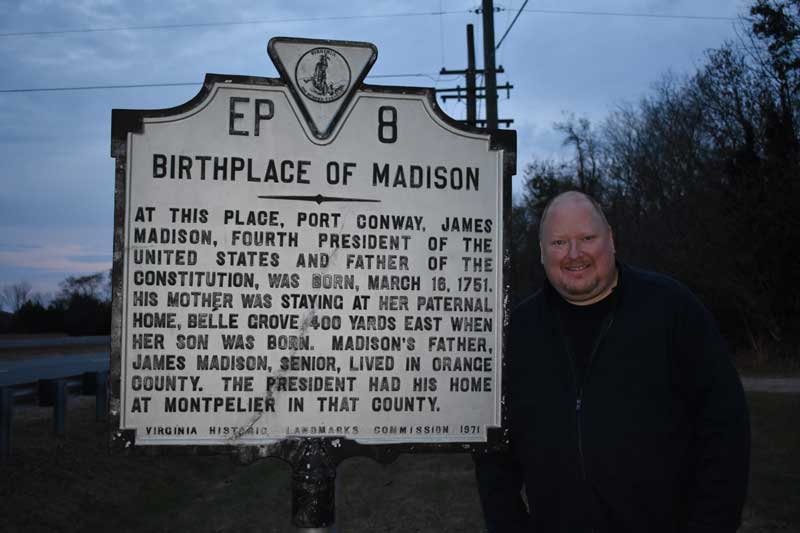 VIRGINIA
EP 8
BIRTHPLACE OF MADISON
AT THIS PLACE, PORT CONWAY, JAMES
MADISON, FOURTH PRESIDENT OF THE
UNITED STATES AND FATHER OF THE
CONSTITUTION, WAS BORN, MARCH 16, 1751.
HIS MOTHER WAS STAYING AT HER PATERNAL
HOME, BELLE GROVE, 400 YARDS EAST WHEN
HER SON WAS BORN. MADISON'S FATHER,
JAMES MADISON, SENIOR, LIVED IN ORANGE
COUNTY. THE PRESIDENT HAD HIS HOME
AT MONTPELIER IN THAT COUNTY.
VIRGINIA HISTORIC LANDMARKS COMMISSION 1971